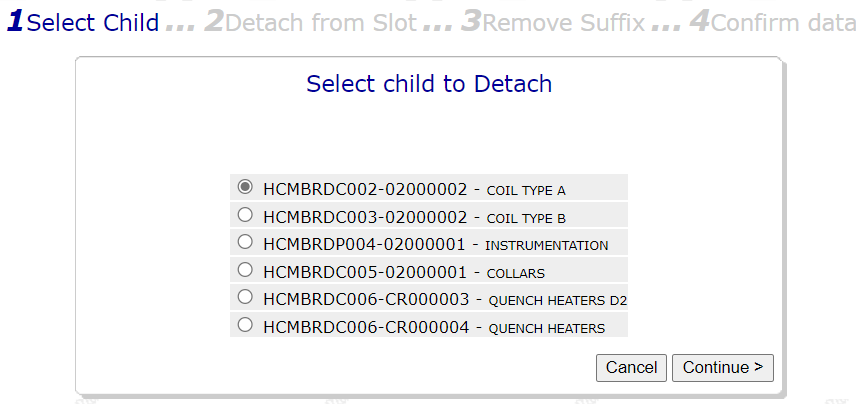 1Select Child ... 2Detach from Slot ... 3Remove Suffix ... 4Confirm data
Select child to Detach
HCMBRDC002-02000002 - COIL TYPE A
HCMBRDC003-02000002 - COIL TYPE B
HCMBRDP004-02000001 - INSTRUMENTATION
HCMBRDC005-02000001 - COLLARS
HCMBRDC006-CR000003 - QUENCH HEATERS D2
HCMBRDC006-CR000004 - QUENCH HEATERS
Cancel Continue >